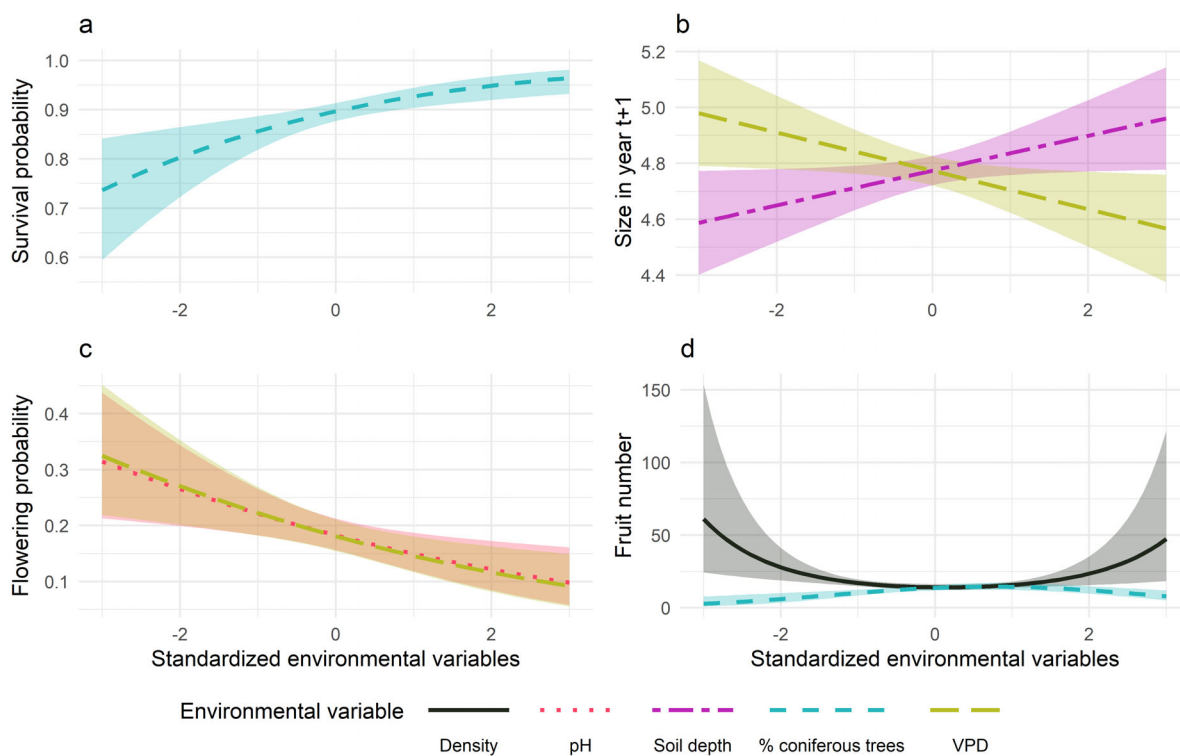 a
1.0
0.9
0.8
0.7
0.6
Survival probability
-2
0
2
b
5.2
5.0
4.8
4.6
4.4
Size in year t+1
-2
0
2
c
0.4
0.3
0.2
0.1
Flowering probability
-2
0
2
Standardized environmental variables
d
150
100
50
0
Fruit number
-2
0
2
Standardized environmental variables
Environmental variable
Density
pH
Soil depth
% coniferous trees
VPD